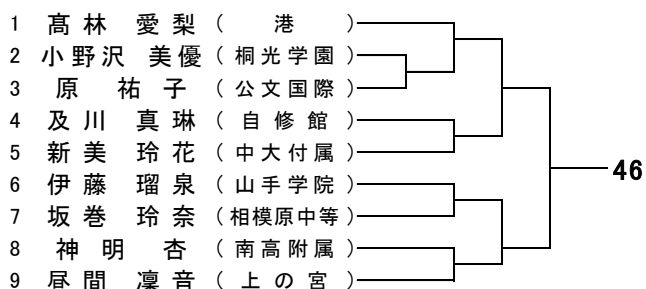 1 髙林 愛梨 ( 港 )
2 小野沢 美優 ( 桐光学園 )
3 原 祐子 ( 公文国際 )
4 及川 真琳 ( 自修館 )
5 新美 玲花 ( 中大付属 )
46
6 伊藤 瑠泉 ( 山手学院 )
7 坂巻 玲奈 ( 相模原中等 )
8 神明 杏 ( 南高附属 )
9 昼間 凜音 ( 上の宮 )